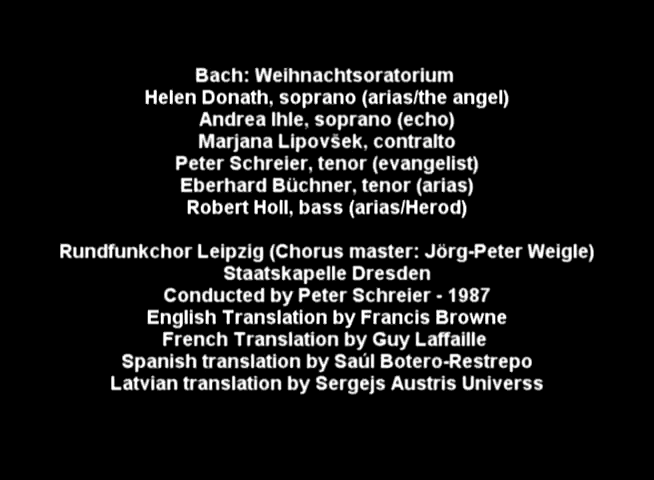 Bach: Weihnachtsoratorium
Helen Donath, soprano (arias/the angel)
Andrea Ihle, soprano (echo)
Marjana Lipovšek, contralto
Peter Schreier, tenor (evangelist)
Eberhard Büchner, tenor (arias)
Robert Holl, bass (arias/Herod)
Rundfunkchor Leipzig (Chorus master: Jörg-Peter Weigle)
Staatskapelle Dresden
Conducted by Peter Schreier - 1987
English Translation by Francis Browne
French Translation by Guy Laffaille
Spanish translation by Saúl Botero-Restrepo
Latvian translation by Sergejs Austris Universs